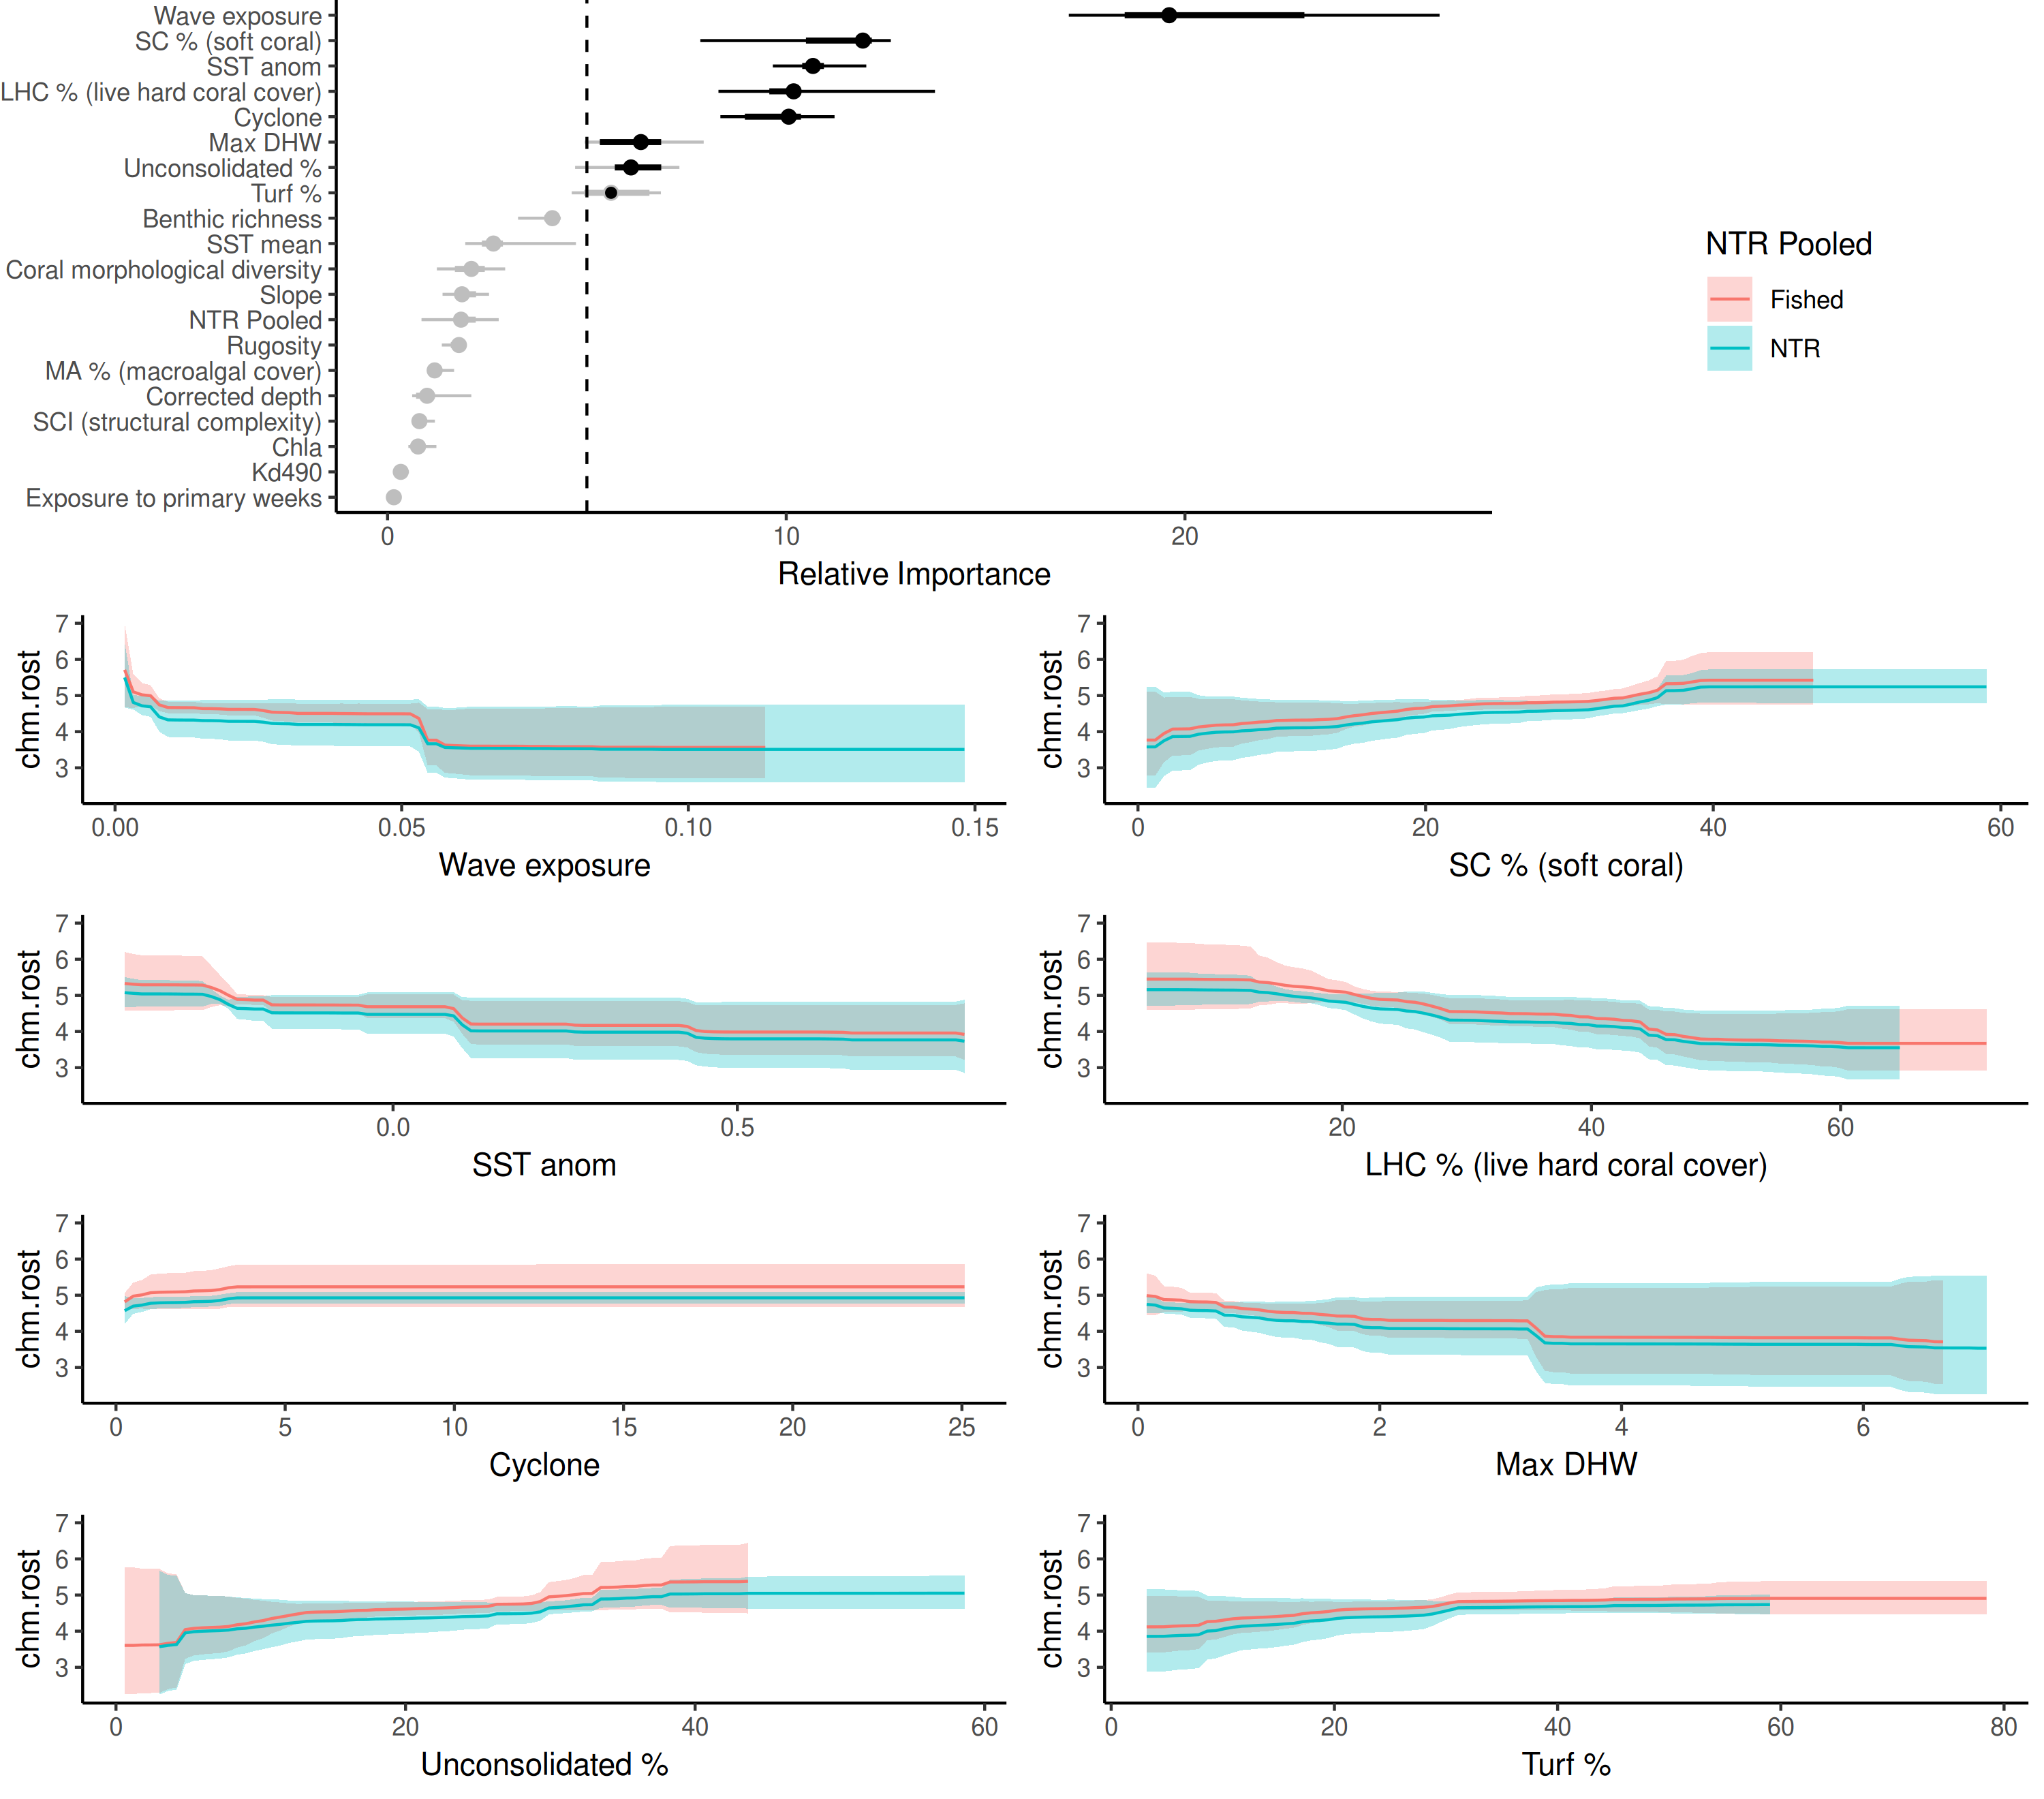 Wave exposure
SC % (soft coral)
SST anom
LHC % (live hard coral cover)
Cyclone
Max DHW
Unconsolidated %
Turf %
Benthic richness
SST mean
Coral morphological diversity
Slope
NTR Pooled
Rugosity
MA % (macroalgal cover)
Corrected depth
SCI (structural complexity)
Chla
Kd490
Exposure to primary weeks
0 10 20
Relative Importance
NTR Pooled
Fished
NTR
7
6
5
4
3
chm.rost
0.00 0.05 0.10 0.15
Wave exposure
7
6
5
4
3
chm.rost
0 20 40 60
SC % (soft coral)
7
6
5
4
3
chm.rost
0.0 0.5
SST anom
7
6
5
4
3
chm.rost
20 40 60
LHC % (live hard coral cover)
7
6
5
4
3
chm.rost
0 5 10 15 20 25
Cyclone
7
6
5
4
3
chm.rost
0 2 4 6
Max DHW
7
6
5
4
3
chm.rost
0 20 40 60
Unconsolidated %
7
6
5
4
3
chm.rost
0 20 40 60 80
Turf %